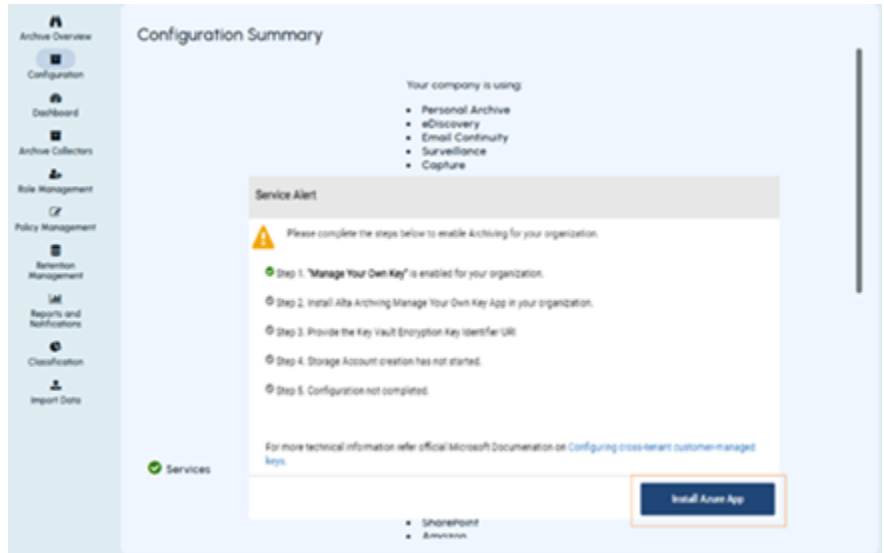 Archive Overview
Configuration
Dashboard
Archive Collectors
Role Management
Policy Management
Retention
Management
Reports and
Notifications
Classification
Import Data
Configuration Summary
Your company is using:
• Personal Archive
• eDiscovery
• Email Continuity
• Surveillance
• Capture
Service Alert
Please complete the steps below to enable Archiving for your organization.
Step 1. "Manage Your Own Key" is enabled for your organization.
Step 2. Install Alta Archiving Manage Your Own Key App in your organization.
Step 3. Provide the Key Vault Encryption Key Identifier URI
Step 4. Storage Account creation has not started.
Step 5. Configuration not completed.
For more technical information refer official Microsoft Documenation on Configuring cross-tenant customer-managed
keys.
Services
Install Azure App
• SharePoint
• Amazon